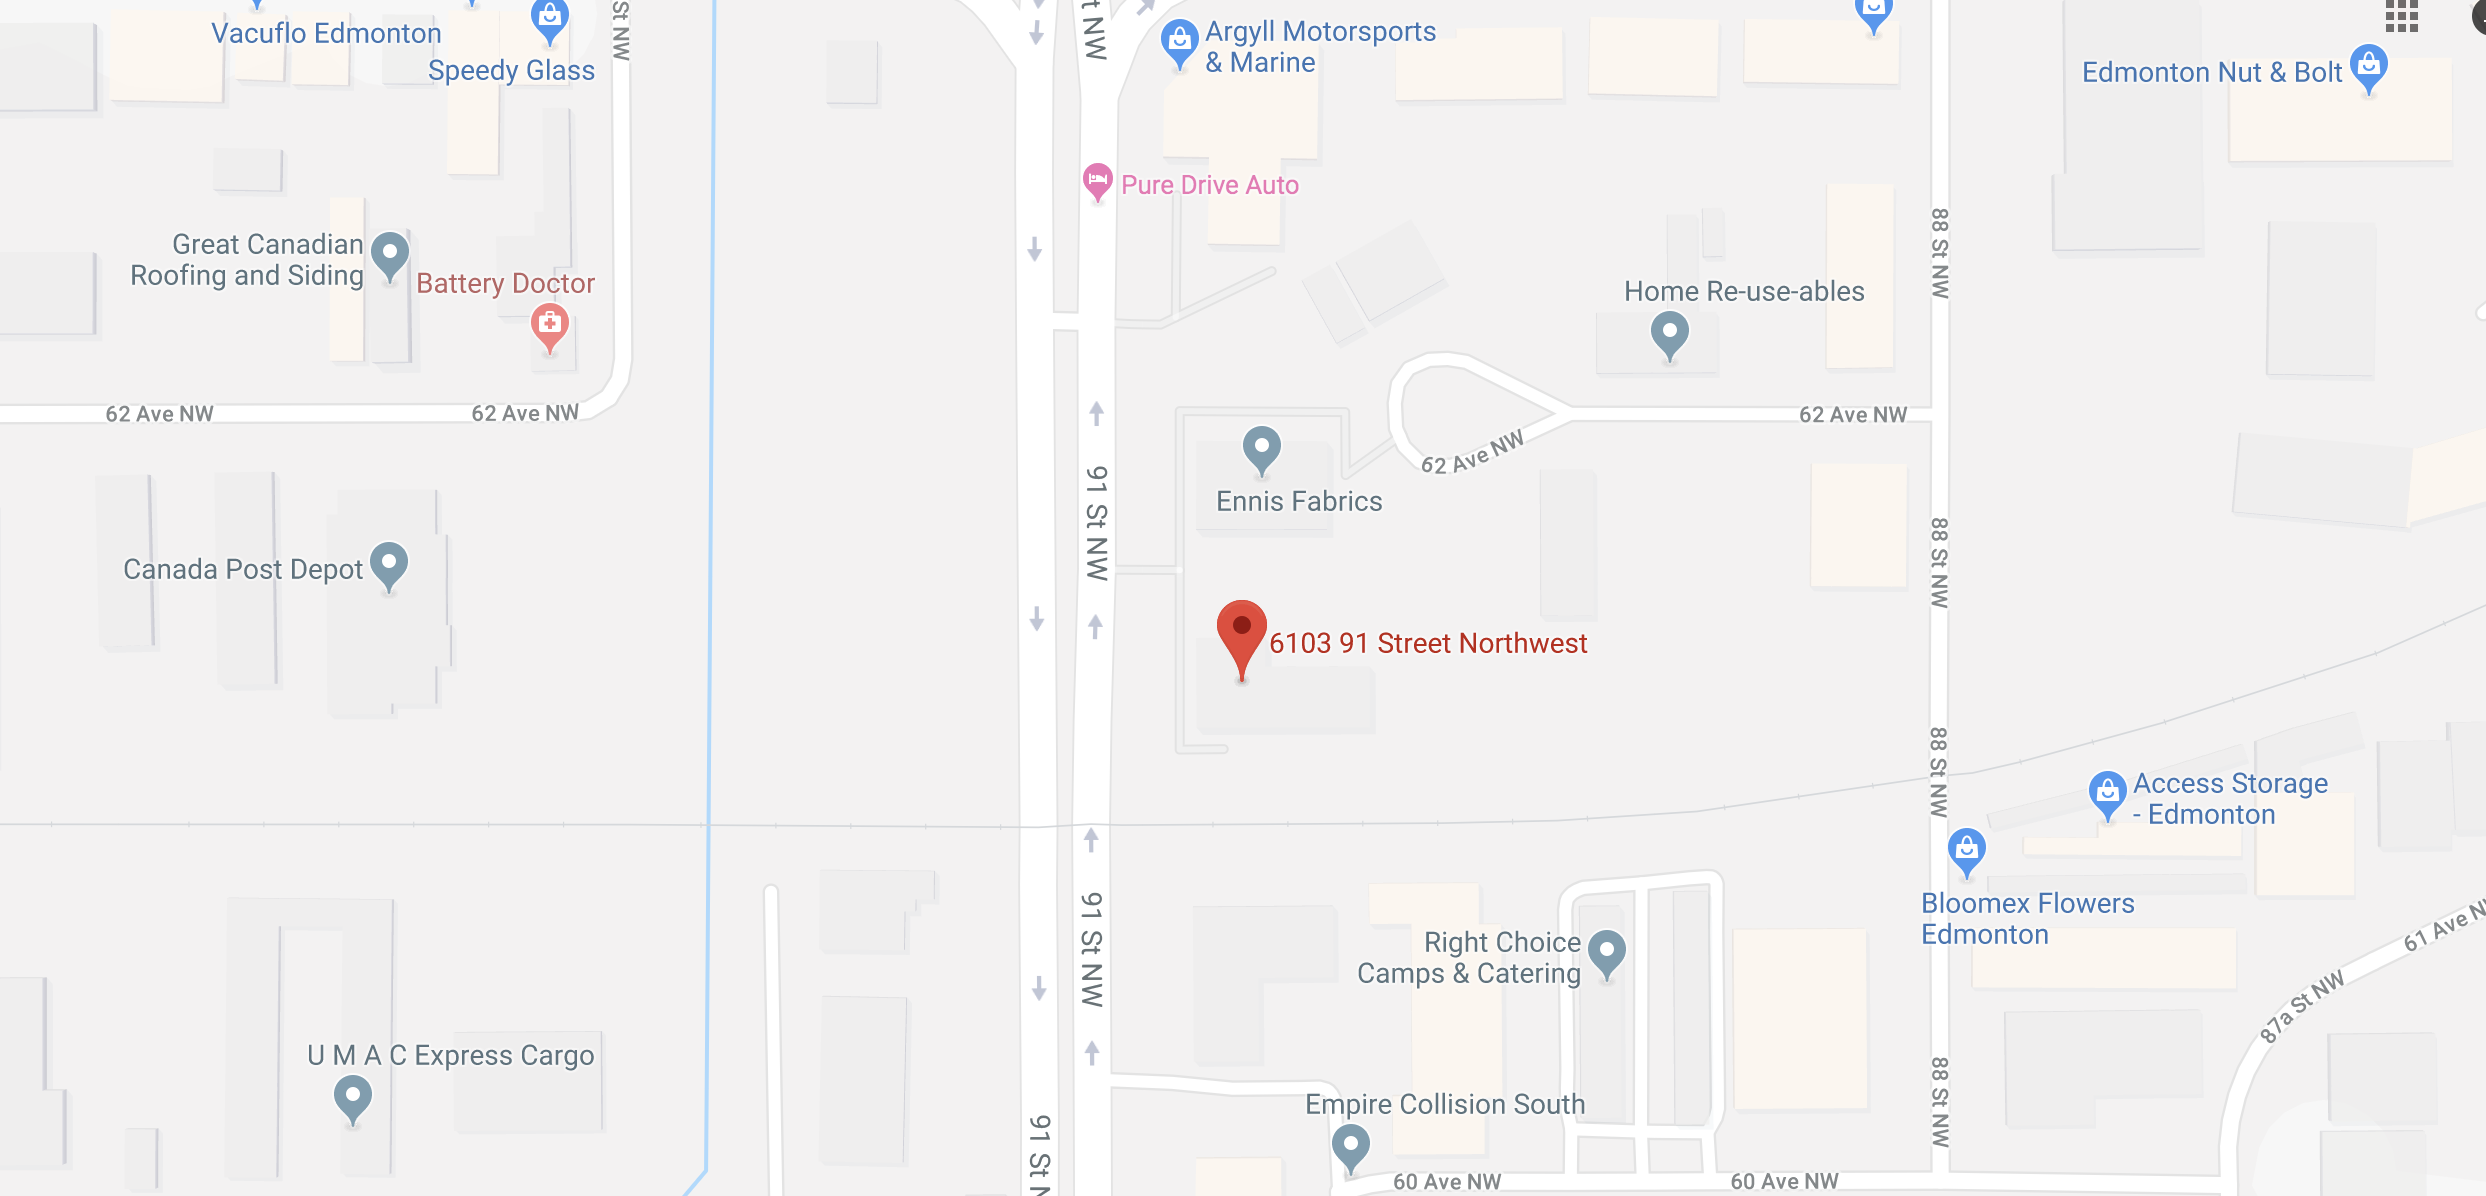 St NW
St NW
Vacuflo Edmonton
Speedy Glass
Argyll Motorsports
& Marine
Edmonton Nut & Bolt
Pure Drive Auto
Great Canadian
Roofing and Siding
Battery Doctor
88 St NW
Home Re-use-ables
62 Ave NW
62 Ave NW
62 Ave NW
62 Ave NW
91 St NW
Ennis Fabrics
88 St NW
Canada Post Depot
6103 91 Street Northwest
88 St NW
Access Storage
- Edmonton
Bloomex Flowers
Edmonton
61 Ave N
91 St NW
Right Choice
Camps & Catering
87a St NW
U M A C Express Cargo
Empire Collision South
88 St NW
91 St N
60 Ave NW
60 Ave NW